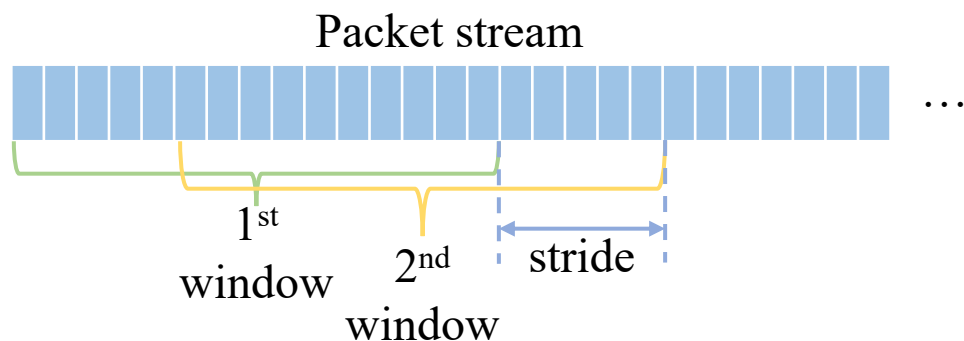 Packet stream
…
1st
window
2nd
window
stride